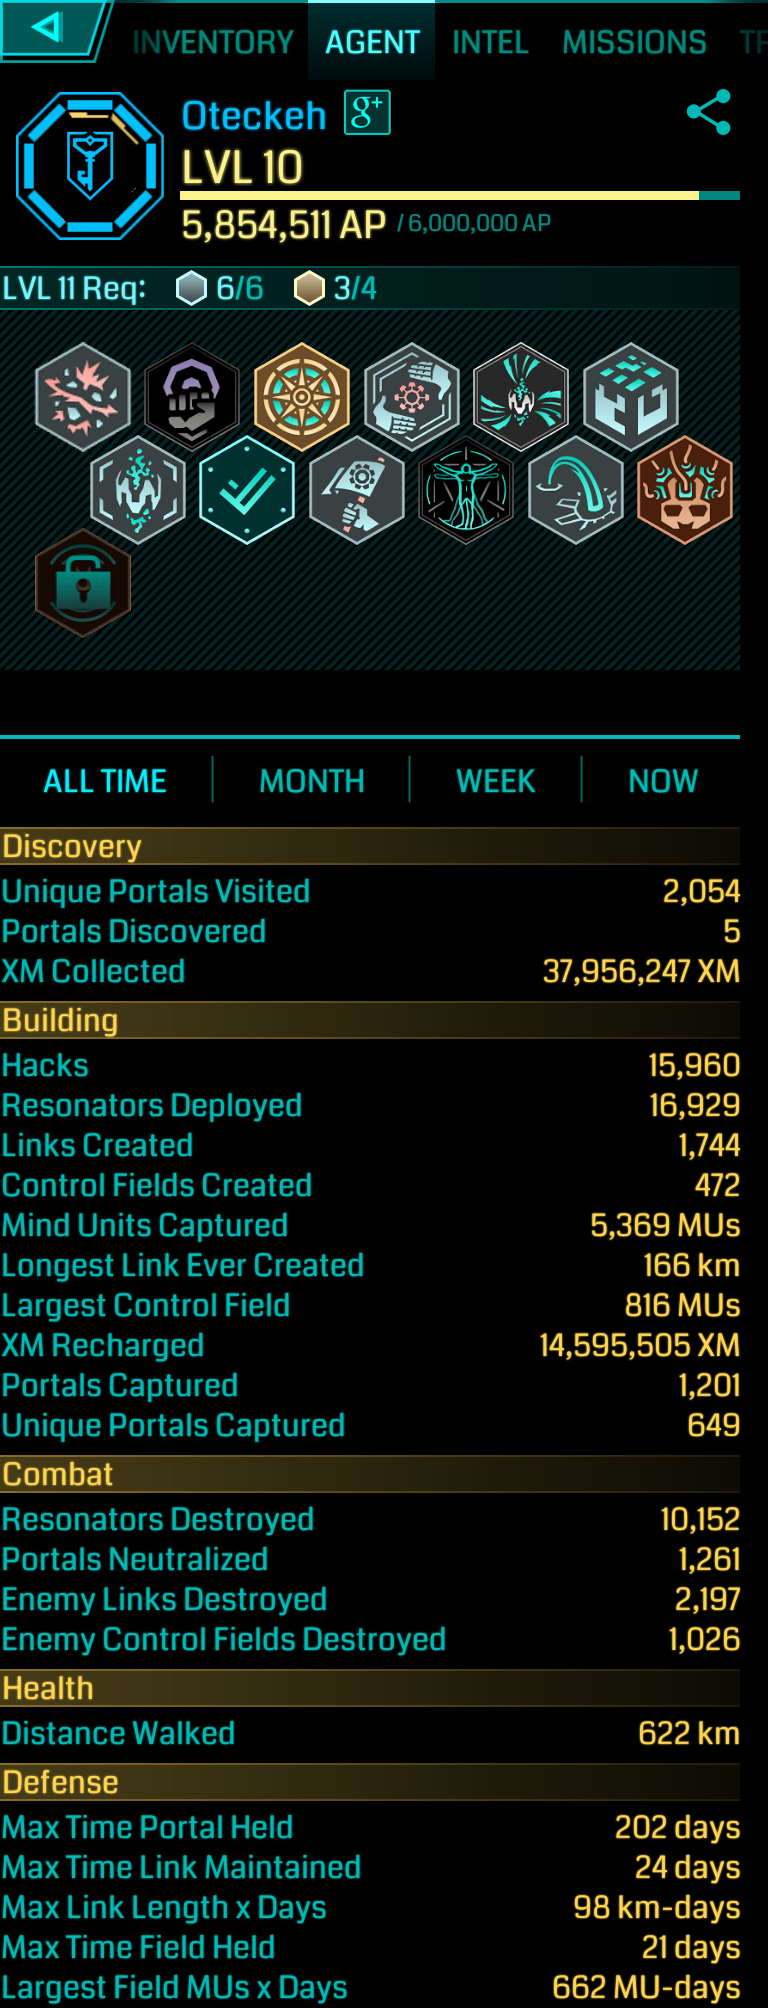 INVENTORY AGENT INTEL MISSIONS
Oteckeh g+
LVL 10
5,854,511 AP / 6,000,000 AP
LVL 11 Req: 6/6 3/4
ALL TIME MONTH WEEK NOW
Discovery
Unique Portals Visited 2,054
Portals Discovered 5
XM Collected 37,956,247 XM
Building
Hacks 15,960
Resonators Deployed 16,929
Links Created 1,744
Control Fields Created 472
Mind Units Captured 5,369 MUs
Longest Link Ever Created 166 km
Largest Control Field 816 MUs
XM Recharged 14,595,505 XM
Portals Captured 1,201
Unique Portals Captured 649
Combat
Resonators Destroyed 10,152
Portals Neutralized 1,261
Enemy Links Destroyed 2,197
Enemy Control Fields Destroyed 1,026
Health
Distance Walked 622 km
Defense
Max Time Portal Held 202 days
Max Time Link Maintained 24 days
Max Link Length x Days 98 km-days
Max Time Field Held 21 days
Largest Field MUs x Days 662 MU-days